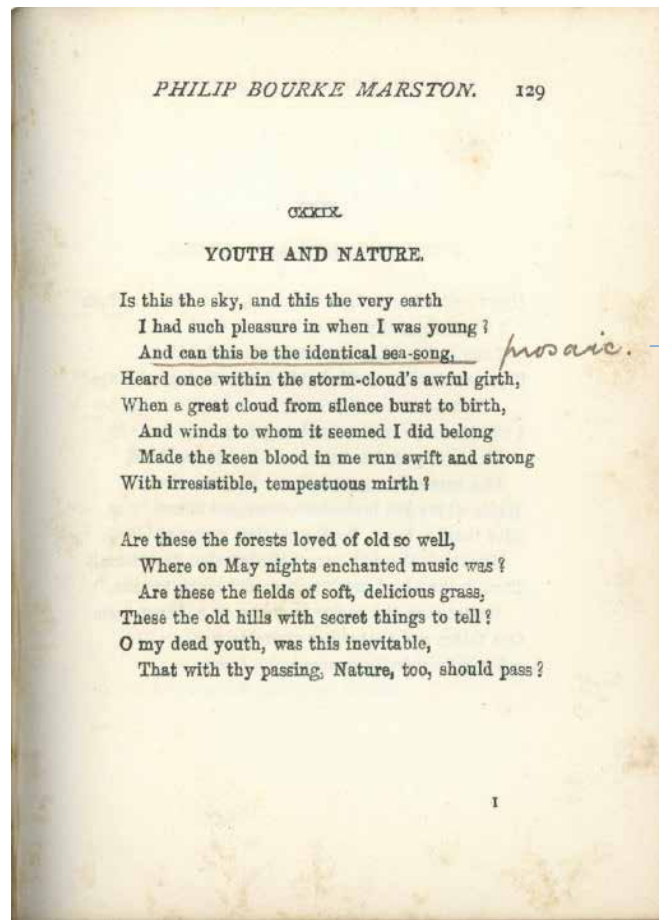 PHILIP BOURKE MARSTON. 129
CXXIX.
YOUTH AND NATURE.
Is this the sky, and this the very earth
I had such pleasure in when I was young?
And can this be the identical sea-song, prosaic.
Heard once within the storm-cloud's awful girth,
When a great cloud from silence burst to birth,
And winds to whom it seemed I did belong
Made the keen blood in me run swift and strong
With irresistible, tempestuous mirth?
Are these the forests loved of old so well,
Where on May nights enchanted music was?
Are these the fields of soft, delicious grass,
These the old hills with secret things to tell?
O my dead youth, was this inevitable,
That with thy passing, Nature, too, should pass?
I